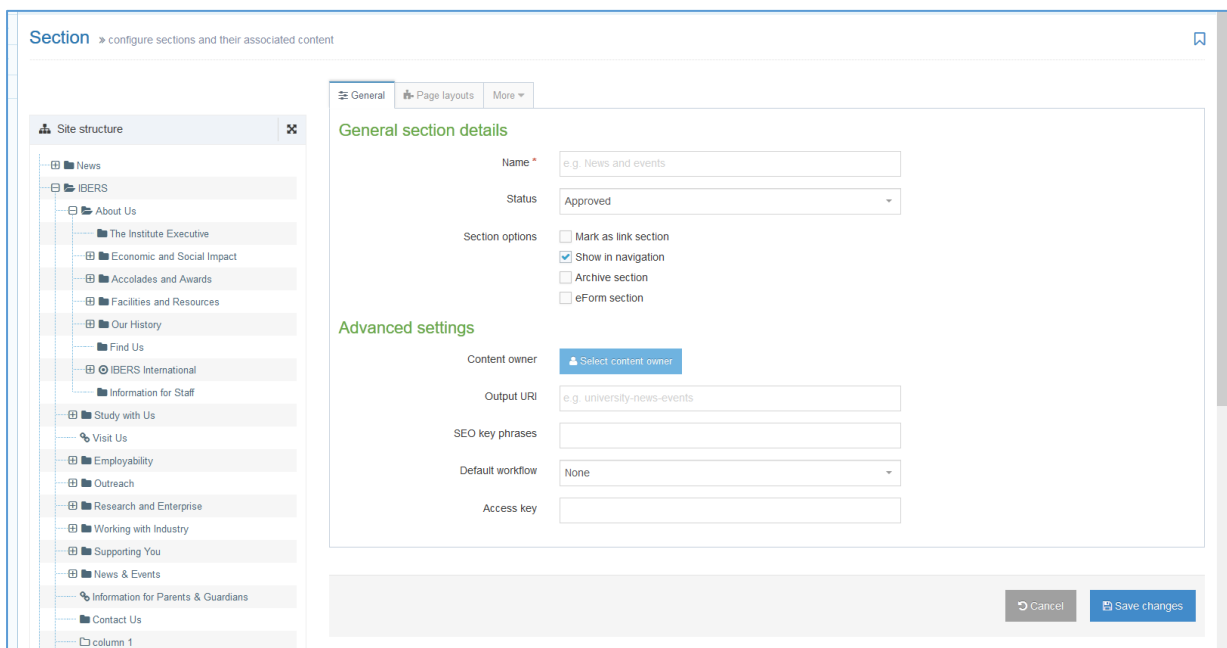 Section » configure sections and their associated content
General Page layouts More
Site structure
News
IBERS
About Us
The Institute Executive
Economic and Social Impact
Accolades and Awards
Facilities and Resources
Our History
Find Us
IBERS International
Information for Staff
Study with Us
Visit Us
Employability
Outreach
Research and Enterprise
Working with Industry
Supporting You
News & Events
Information for Parents & Guardians
Contact Us
column 1
General section details
Name * e.g. News and events
Status Approved
Section options Mark as link section
Show in navigation
Archive section
eForm section
Advanced settings
Content owner Select content owner
Output URI e.g. university-news-events
SEO key phrases
Default workflow None
Access key
Cancel Save changes